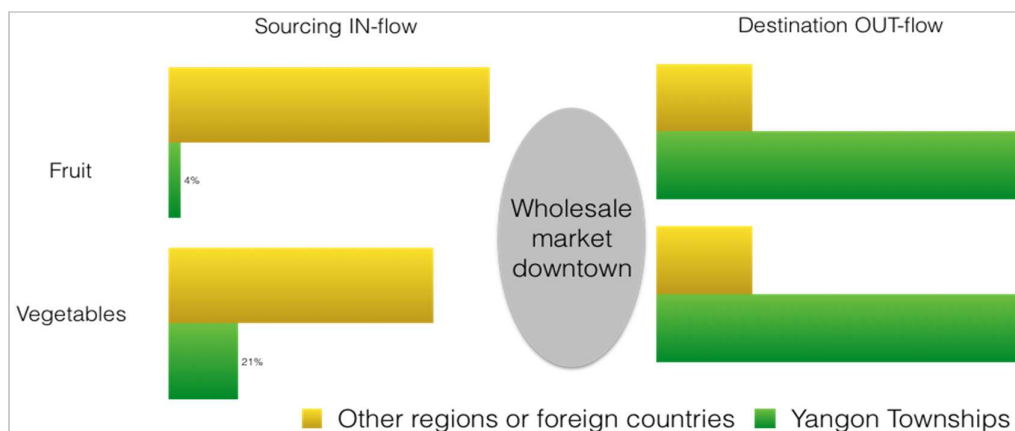 Sourcing IN-flow
Destination OUT-flow
Fruit
4%
Wholesale
market
downtown
Vegetables
21%
Other regions or foreign countries
Yangon Townships